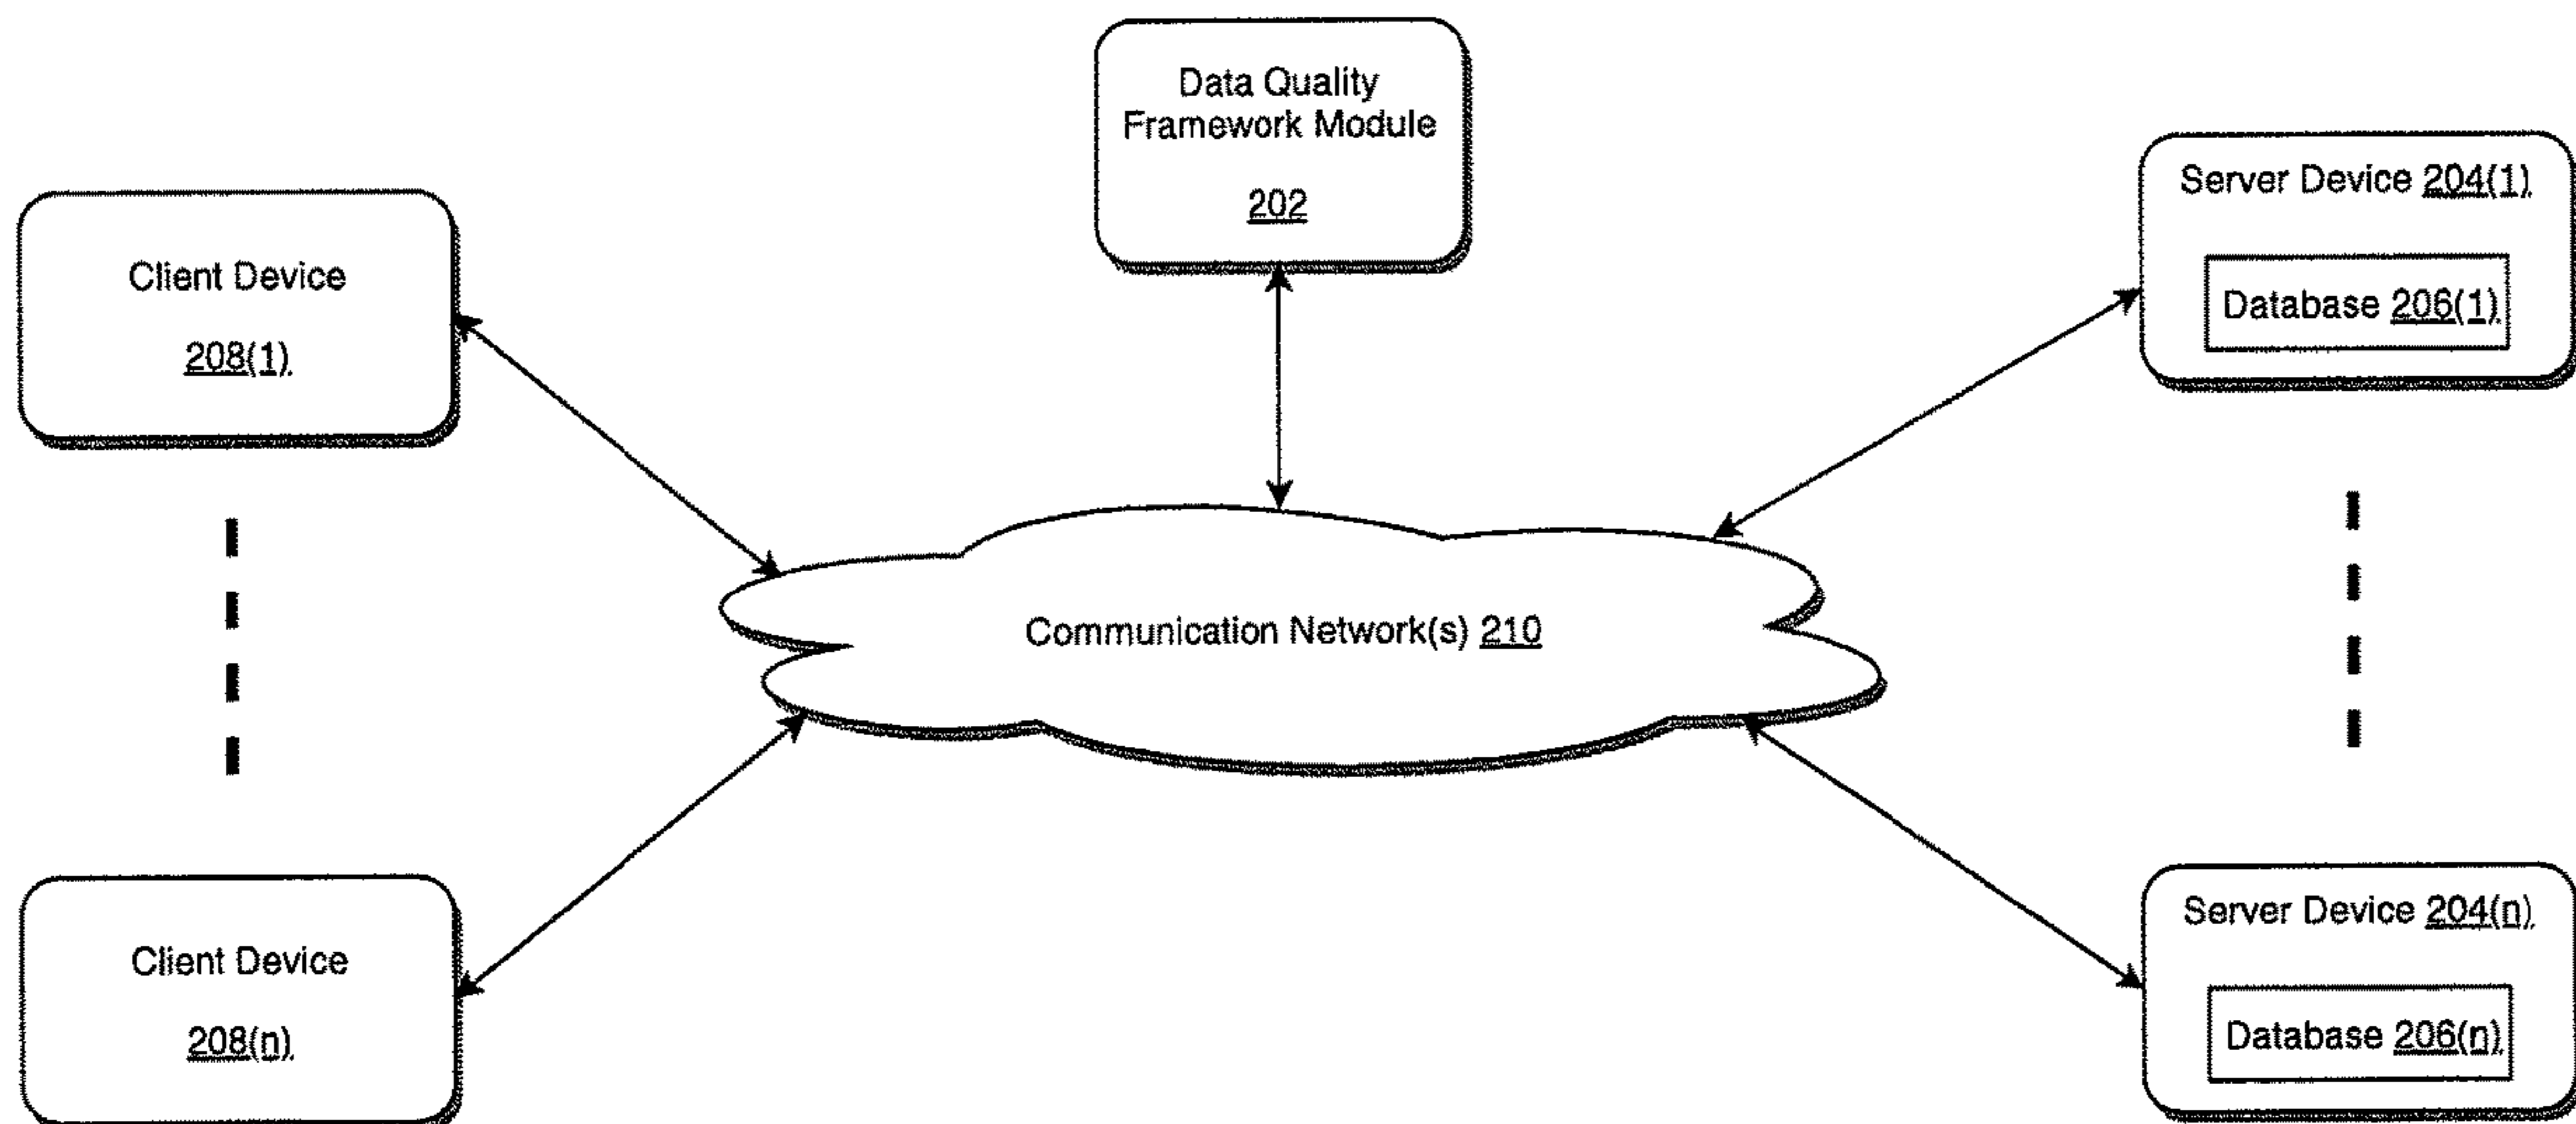 Data Quality
Framework Module
202
Client Device
208(1)
Server Device 204(1)
Database 206(1)
Communication Network(s) 210
Client Device
208(n)
Server Device 204(n)
Database 206(n)